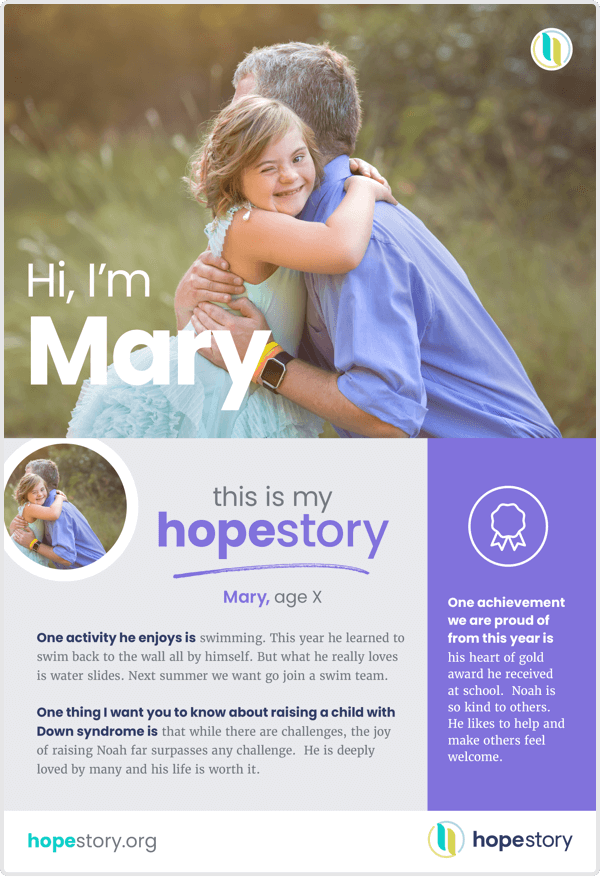 Hi, I'm
Mary
this is my
hopestory
Mary, age X
One activity he enjoys is swimming. This year he learned to
swim back to the wall all by himself. But what he really loves
is water slides. Next summer we want go join a swim team.
One thing I want you to know about raising a child with
Down syndrome is that while there are challenges, the joy
of raising Noah far surpasses any challenge.  He is deeply
loved by many and his life is worth it.
One achievement
we are proud of
from this year is
his heart of gold
award he received
at school.  Noah is
so kind to others.
He likes to help and
make others feel
welcome.
hopestory.org
hopestory